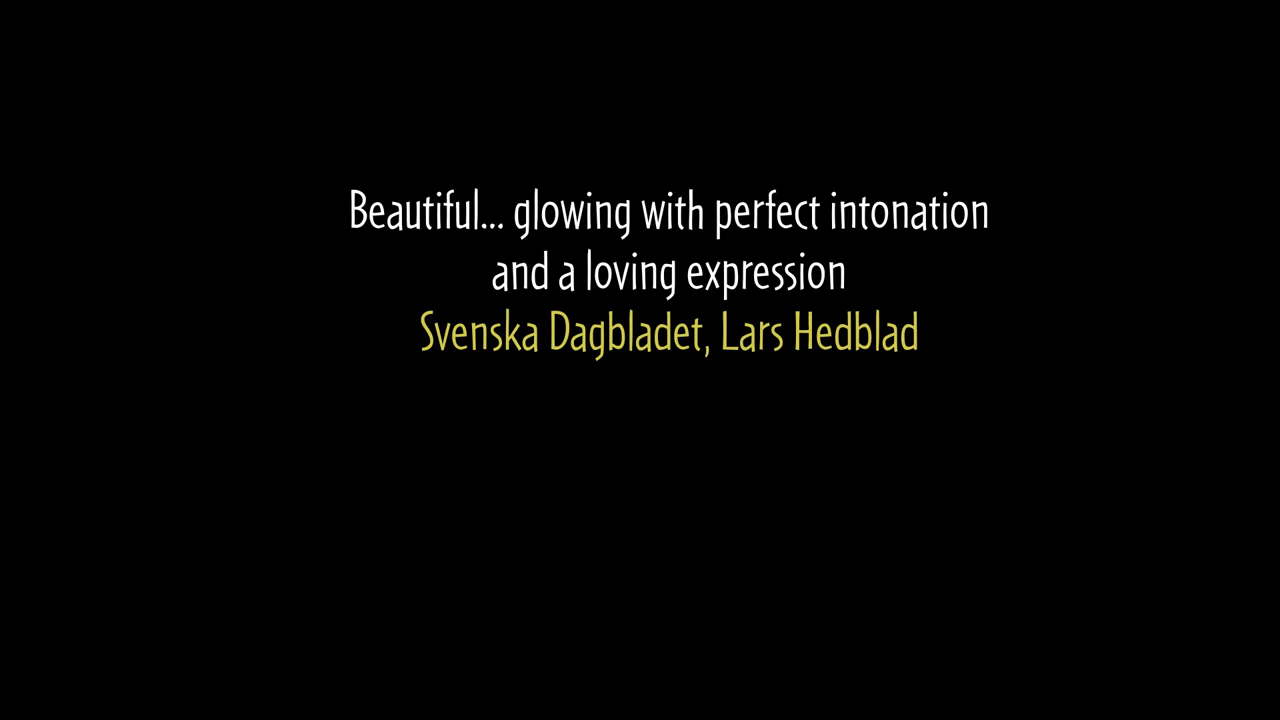 Beautiful... glowing with perfect intonation
and a loving expression
Svenska Dagbladet, Lars Hedblad